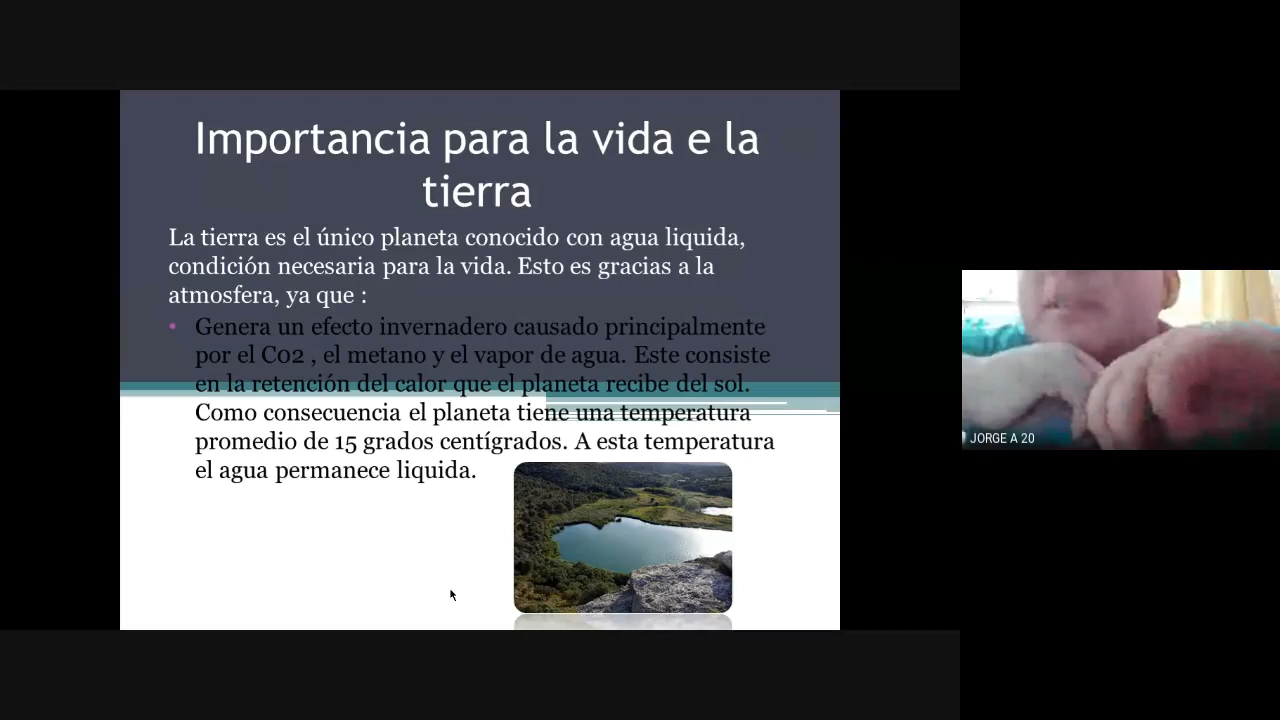 Importancia para la vida e la
tierra
La tierra es el único planeta conocido con agua liquida,
condición necesaria para la vida. Esto es gracias a la
atmosfera, ya que :
• Genera un efecto invernadero causado principalmente
por el C02 , el metano y el vapor de agua. Este consiste
en la retención del calor que el planeta recibe del sol.
Como consecuencia el planeta tiene una temperatura
promedio de 15 grados centígrados. A esta temperatura
el agua permanece liquida.
JORGE A 20